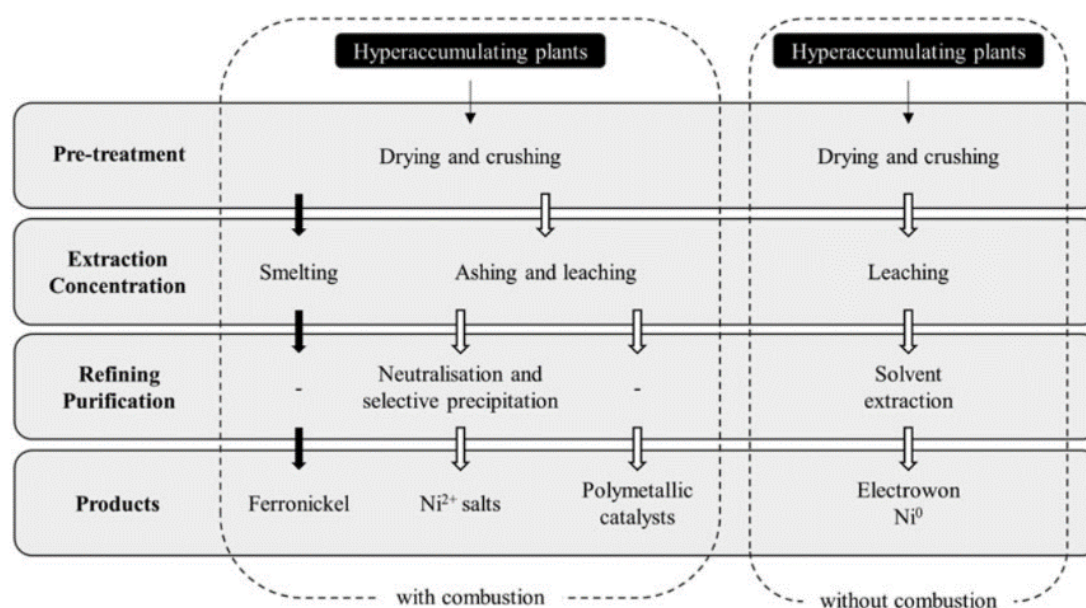 Hyperaccumulating plants
Hyperaccumulating plants
Pre-treatment
Drying and crushing
Drying and crushing
Extraction
Concentration
Smelting
Ashing and leaching
Leaching
Refining
Purification
-
Neutralisation and
selective precipitation
-
Solvent
extraction
Products
Ferronickel
Ni²⁺ salts
Polymetallic
catalysts
Electrowon
Ni⁰
with combustion
without combustion